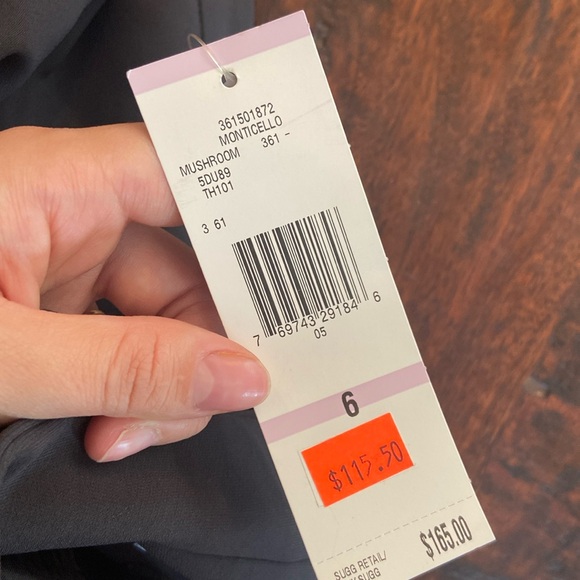 361501872
MONTICELLO
MUSHROOM 361 -
5DU89
TH101
3 61
7 69743 29184 6
05
6
$115.50
$165.00
SUGG RETAIL/
SUGG